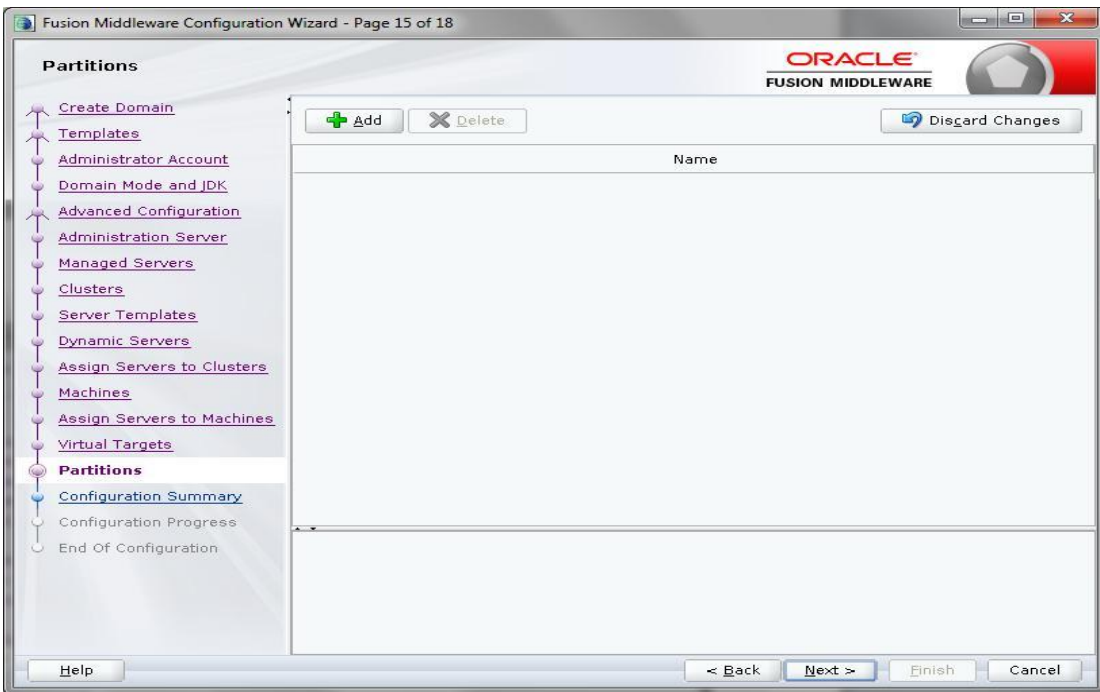 Fusion Middleware Configuration Wizard - Page 15 of 18
Partitions
ORACLE
FUSION MIDDLEWARE
Create Domain
Templates
Administrator Account
Domain Mode and JDK
Advanced Configuration
Administration Server
Managed Servers
Clusters
Server Templates
Dynamic Servers
Assign Servers to Clusters
Machines
Assign Servers to Machines
Virtual Targets
Partitions
Configuration Summary
Configuration Progress
End Of Configuration
Add Delete Discard Changes
Name
Help < Back Next > Finish Cancel